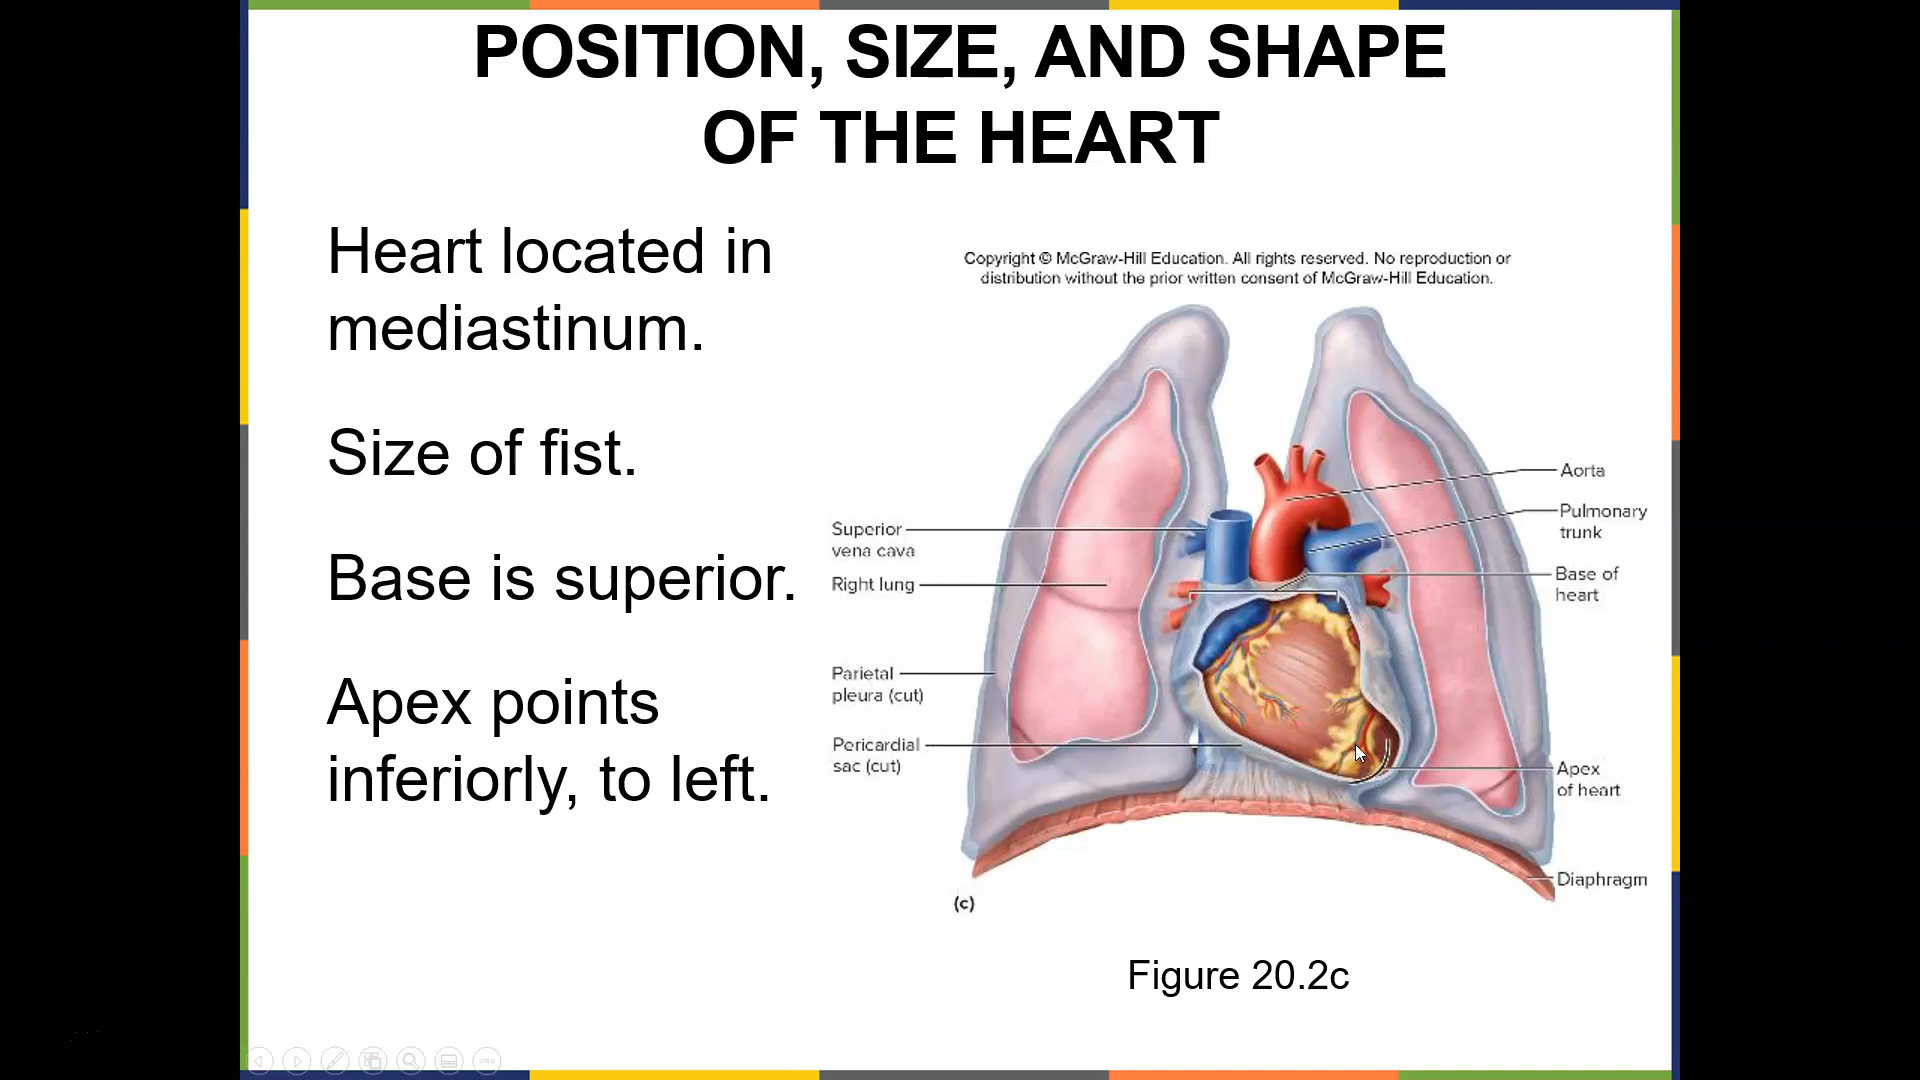 POSITION, SIZE, AND SHAPE
OF THE HEART
Heart located in
mediastinum.
Size of fist.
Base is superior.
Apex points
inferiorly, to left.
Copyright © McGraw-Hill Education. All rights reserved. No reproduction or
distribution without the prior written consent of McGraw-Hill Education.
Superior
vena cava
Right lung
Parietal
pleura (cut)
Pericardial
sac (cut)
Aorta
Pulmonary
trunk
Base of
heart
Apex
of heart
Diaphragm
(c)
Figure 20.2c